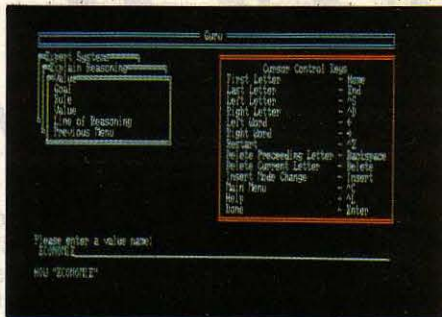 Guru
Expert System
Explain Reasoning
Goal
Rule
Value
Line of Reasoning
Previous Menu
Cursor Control Keys
First Letter - Home
Last Letter - End
Left Letter - ^S
Right Letter - ^D
Left Word
Right Word
Restart
Delete Preceeding Letter - Backspace
Delete Current Letter - Delete
Insert Mode Change - Insert
Main Menu - ^C
Help - ^L
Done - Enter
Please enter a value name:
HOW